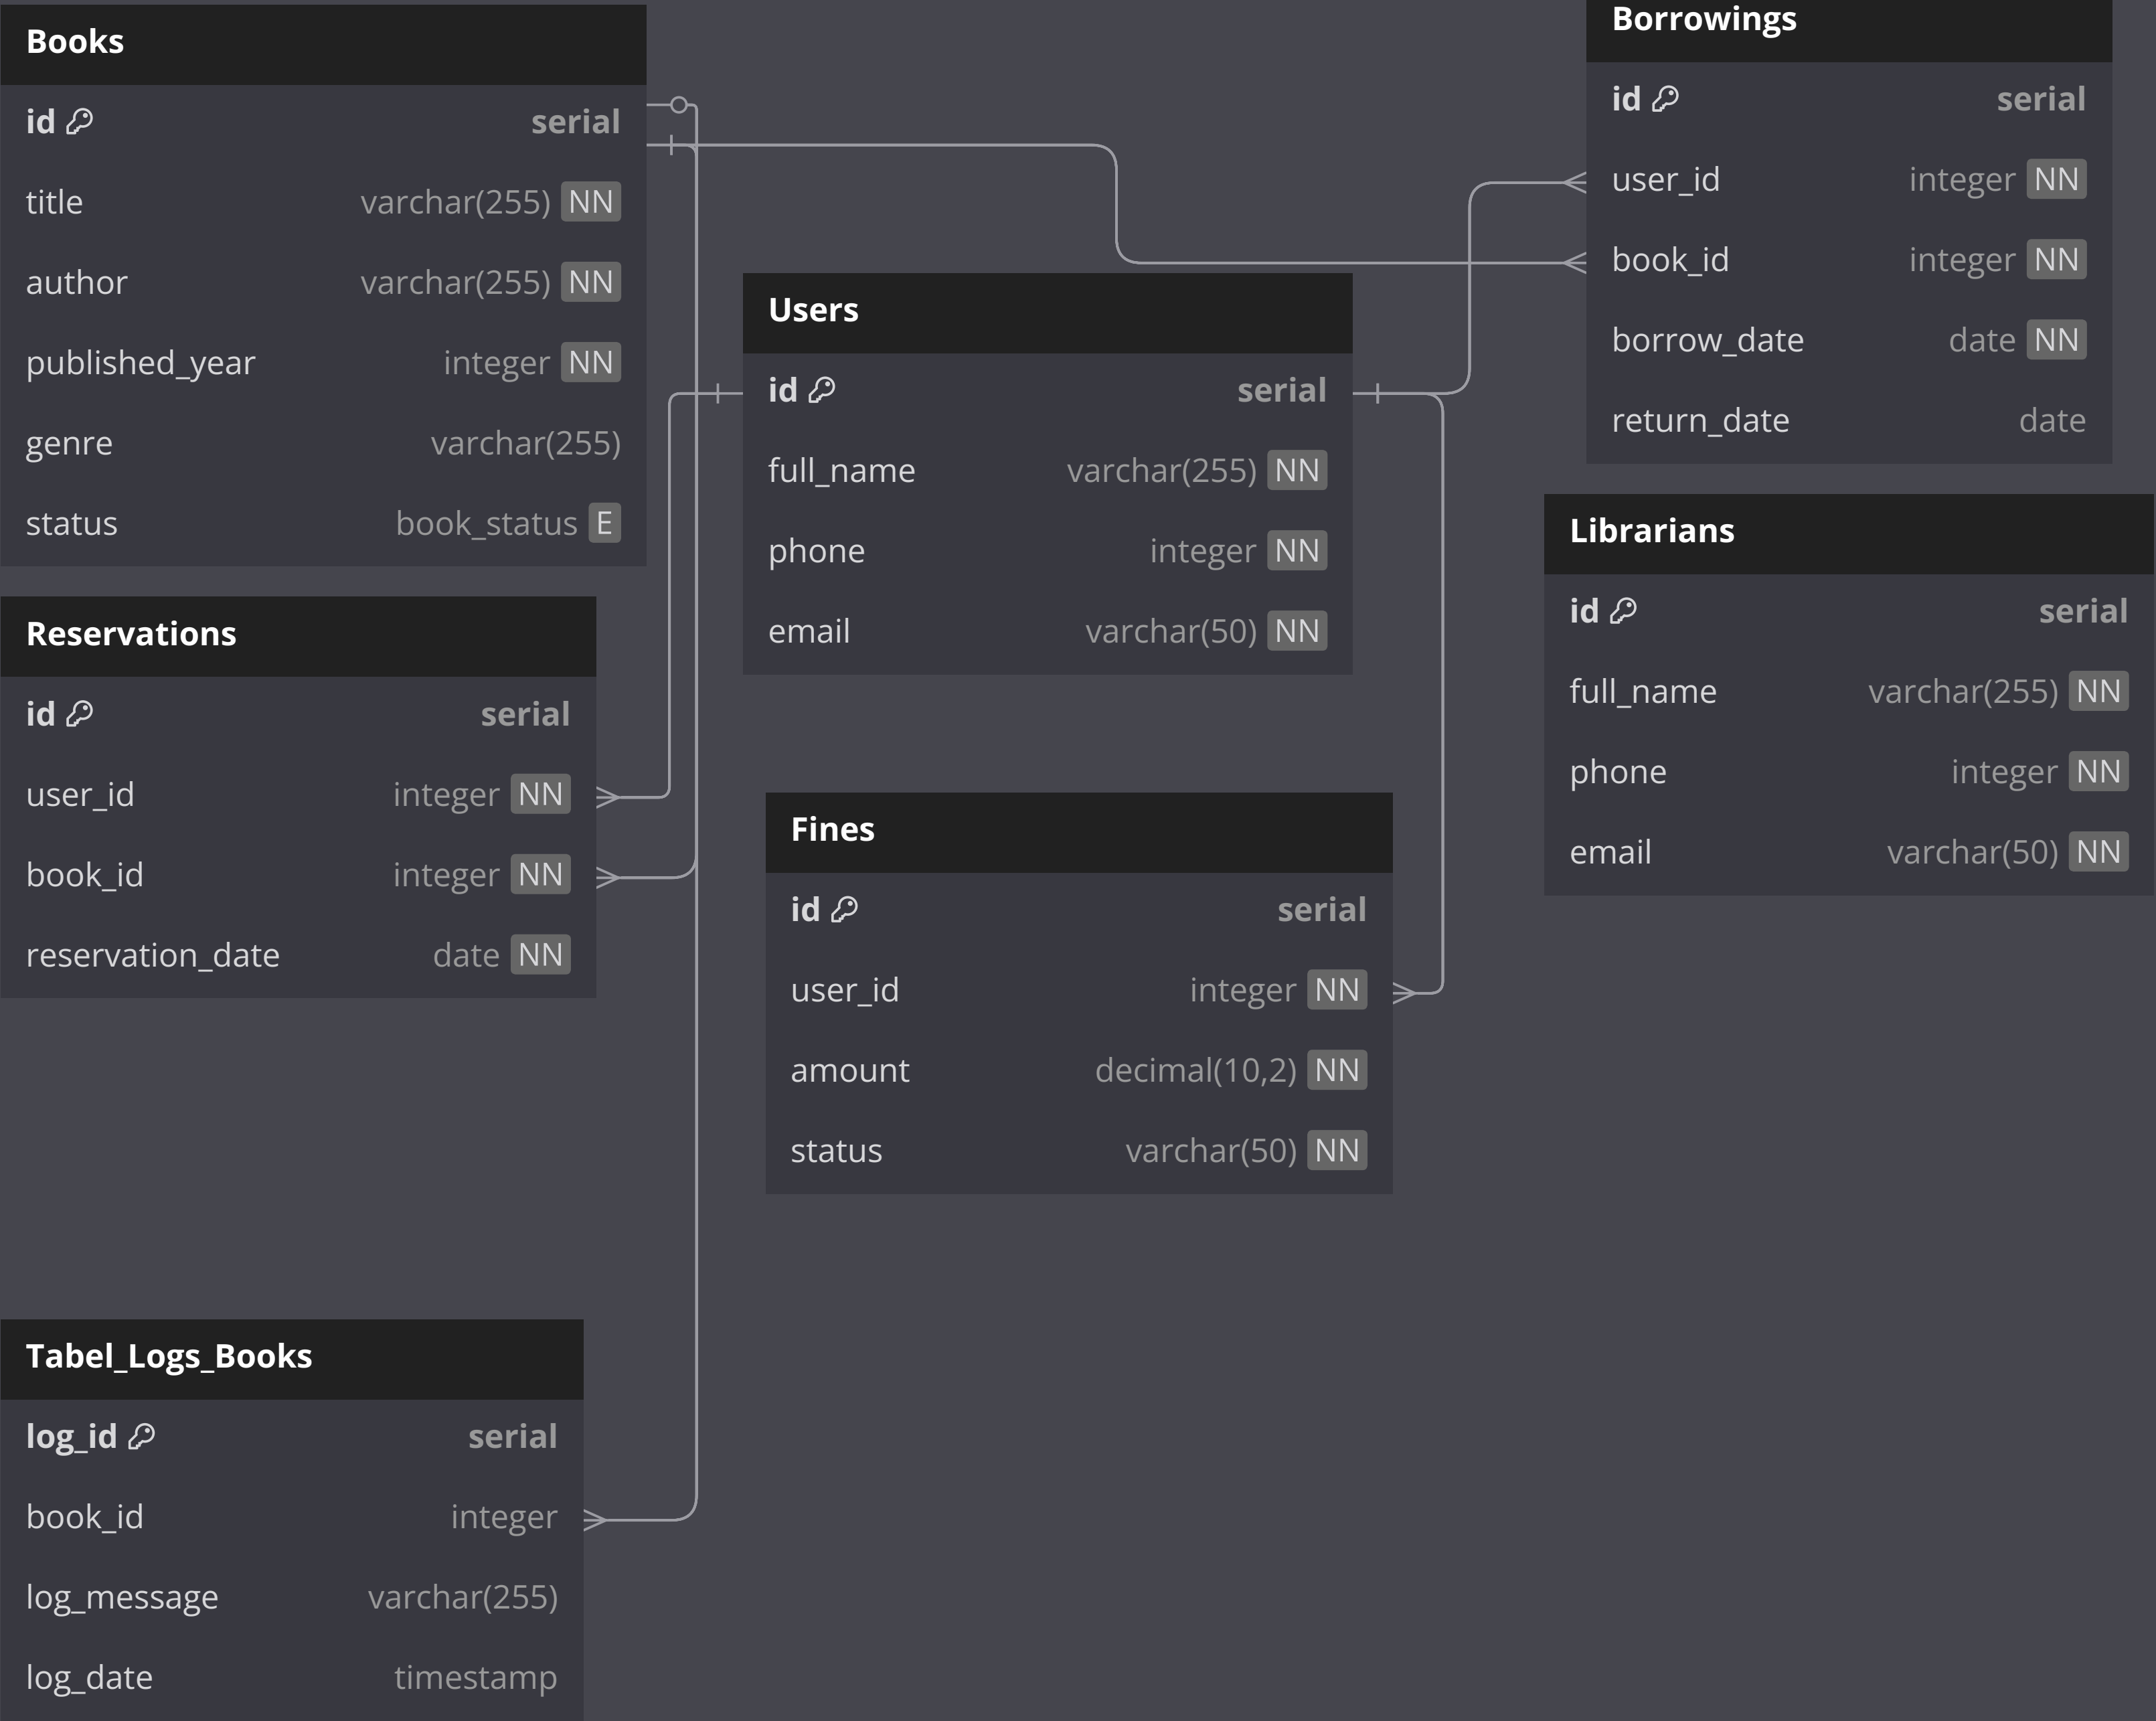 Books
id serial
title varchar(255) NN
author varchar(255) NN
published_year integer NN
genre varchar(255)
status book_status E
Borrowings
id serial
user_id integer NN
book_id integer NN
borrow_date date NN
return_date date
Users
id serial
full_name varchar(255) NN
phone integer NN
email varchar(50) NN
Librarians
id serial
full_name varchar(255) NN
phone integer NN
email varchar(50) NN
Reservations
id serial
user_id integer NN
book_id integer NN
reservation_date date NN
Fines
id serial
user_id integer NN
amount decimal(10,2) NN
status varchar(50) NN
Tabel_Logs_Books
log_id serial
book_id integer
log_message varchar(255)
log_date timestamp